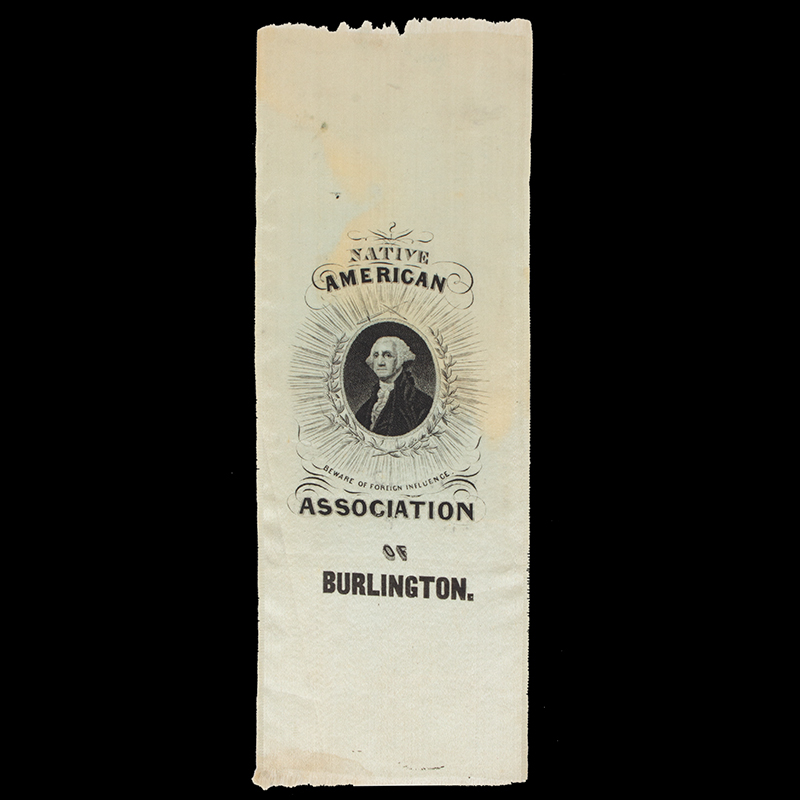 NATIVE
AMERICAN
BEWARE OF FOREIGN INFLUENCE
ASSOCIATION
OF
BURLINGTON.